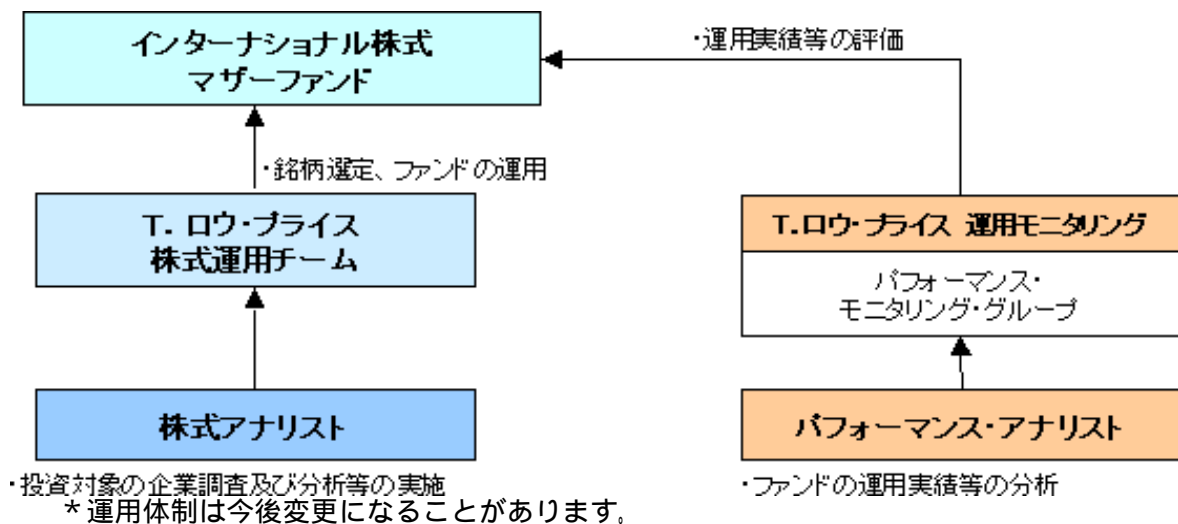 インターナショナル株式
マザーファンド
・運用実績等の評価
・銘柄選定、ファンドの運用
T. ロウ・プライス
株式運用チーム
T.ロウ・プライス 運用モニタリング
パフォーマンス・
モニタリング・グループ
株式アナリスト
パフォーマンス・アナリスト
・投資対象の企業調査及び分析等の実施
・ファンドの運用実績等の分析
＊運用体制は今後変更になることがあります。